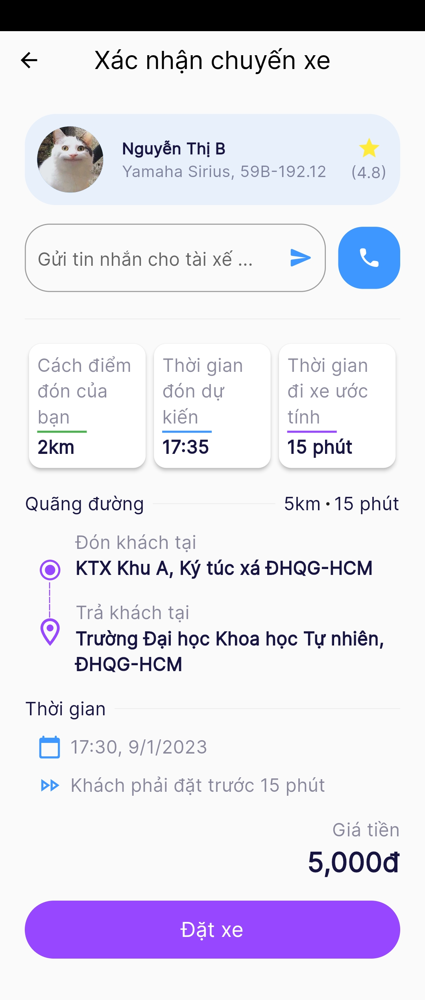 Xác nhận chuyến xe
Nguyễn Thị B
Yamaha Sirius, 59B-192.12
(4.8)
Gửi tin nhắn cho tài xế ...
Cách điểm
đón của
bạn
2km
Thời gian
đón dự
kiến
17:35
Thời gian
đi xe ước
tính
15 phút
Quãng đường
5km • 15 phút
Đón khách tại
KTX Khu A, Ký túc xá ĐHQG-HCM
Trả khách tại
Trường Đại học Khoa học Tự nhiên,
ĐHQG-HCM
Thời gian
17:30, 9/1/2023
Khách phải đặt trước 15 phút
Giá tiền
5,000đ
Đặt xe